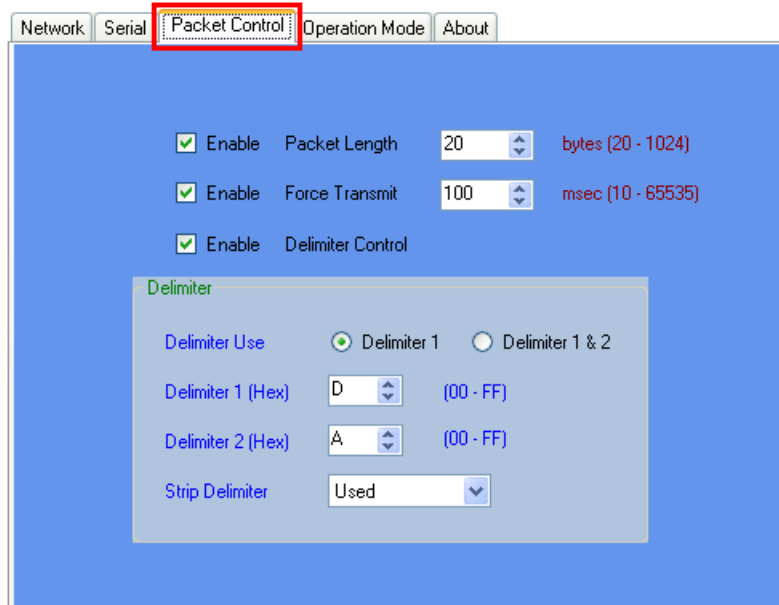 Network Serial Packet Control Operation Mode About
Enable Packet Length 20 bytes (20 - 1024)
Enable Force Transmit 100 msec (10 - 65535)
Enable Delimiter Control
Delimiter
Delimiter Use Delimiter 1 Delimiter 1 & 2
Delimiter 1 (Hex) D (00 - FF)
Delimiter 2 (Hex) A (00 - FF)
Strip Delimiter Used